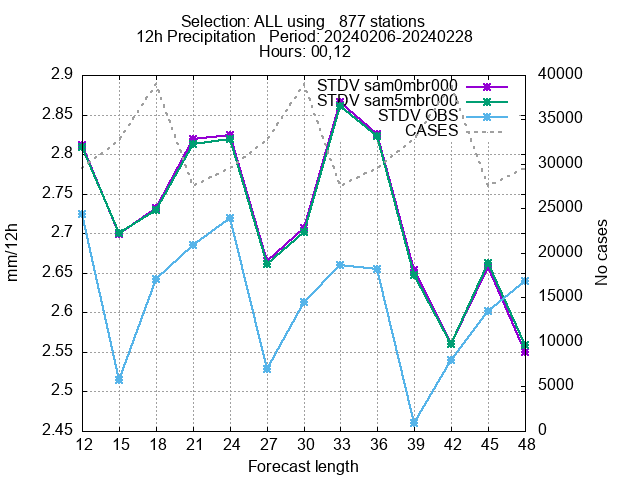 Selection: ALL using   877 stations
12h Precipitation   Period: 20240206-20240228
Hours: 00,12
STDV sam0mbr000
STDV sam5mbr000
STDV OBS
CASES
2.9
2.85
2.8
2.75
2.7
2.65
2.6
2.55
2.5
2.45
mm/12h
40000
35000
30000
25000
20000
15000
10000
5000
0
No cases
12 15 18 21 24 27 30 33 36 39 42 45 48
Forecast length